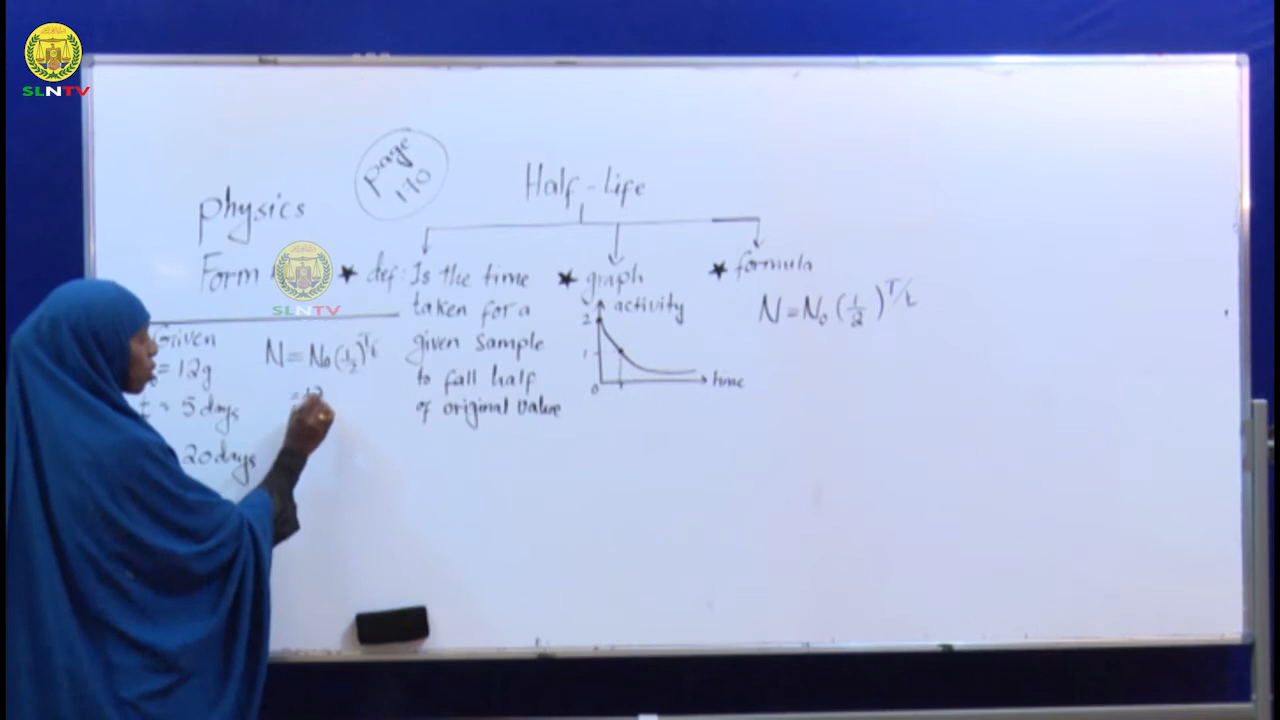 SLNTV
page
170
Half-life
physics
Form
SLNTV
★ def: Is the time
taken for a
given sample
to fall half
of original value
★ graph
activity
2
1
0
time
★ formula
N = N₀ (1/2)^T/t
Given
= 12g
t = 5 days
20 days
N = N₀ (1/2)^T/t
= 12